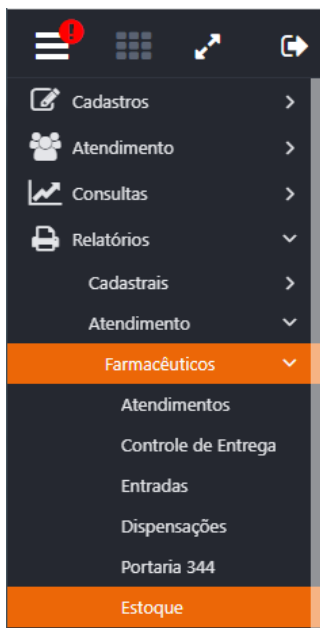 Cadastros
Atendimento
Consultas
Relatórios
Cadastrais
Atendimento
Farmacêuticos
Atendimentos
Controle de Entrega
Entradas
Dispensações
Portaria 344
Estoque